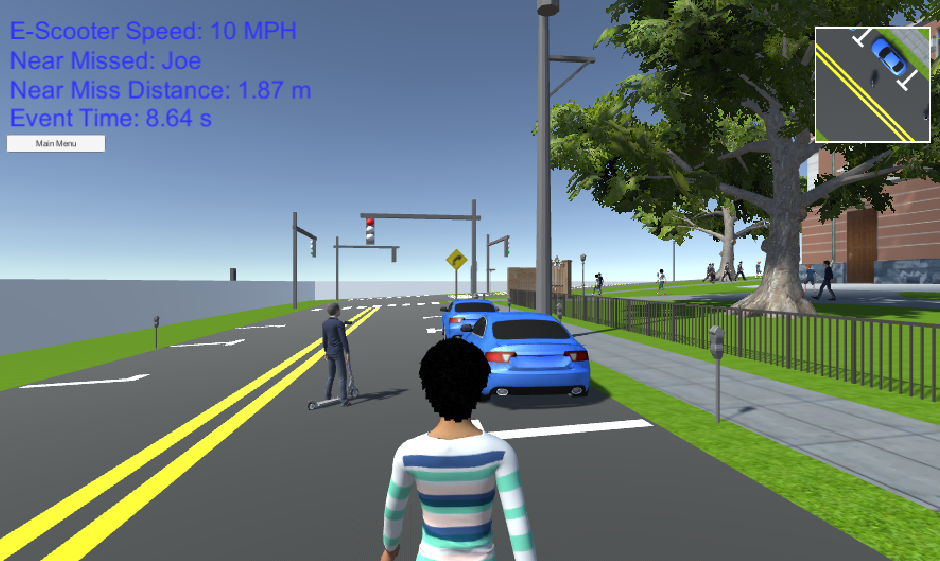 E-Scooter Speed: 10 MPH
Near Missed: Joe
Near Miss Distance: 1.87 m
Event Time: 8.64 s
Main Menu